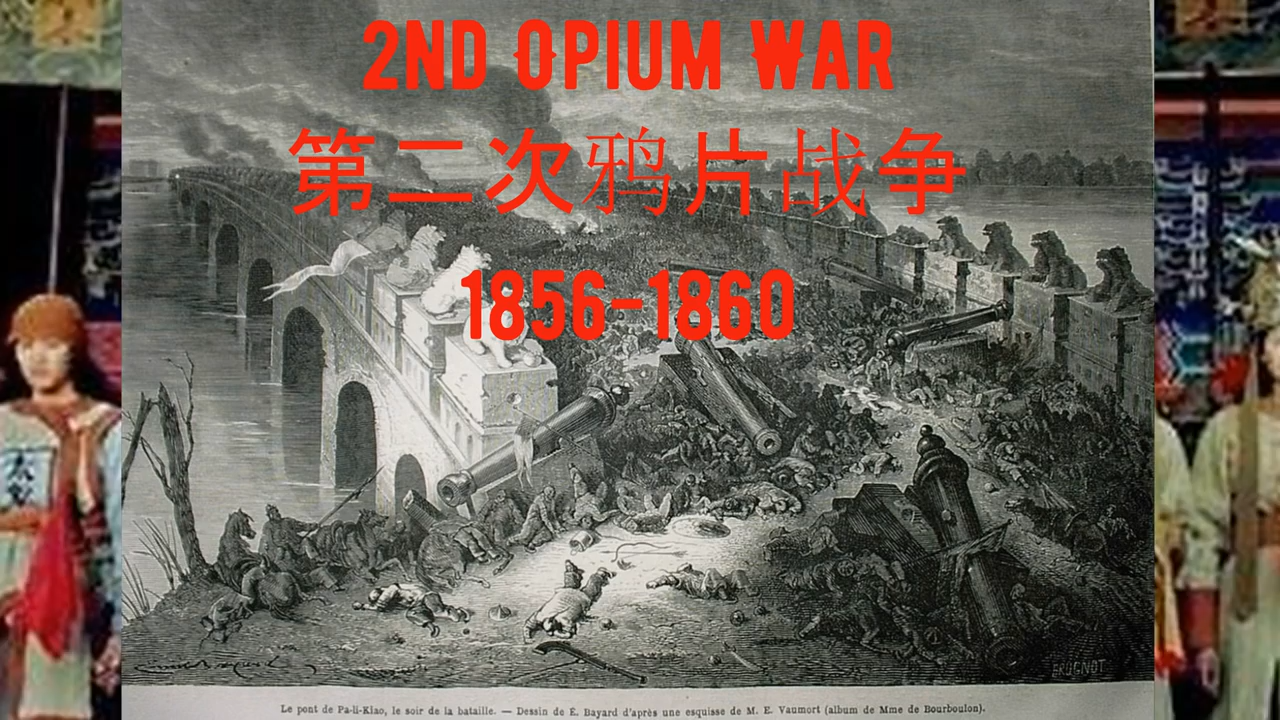 2ND OPIUM WAR
第二次鸦片战争
1856-1860
BRUGNOT
Le pont de Pa-li-Kiao, le soir de la bataille. — Dessin de É. Bayard d'après une esquisse de M. E. Vaumort (album de Mme de Bourboulon).